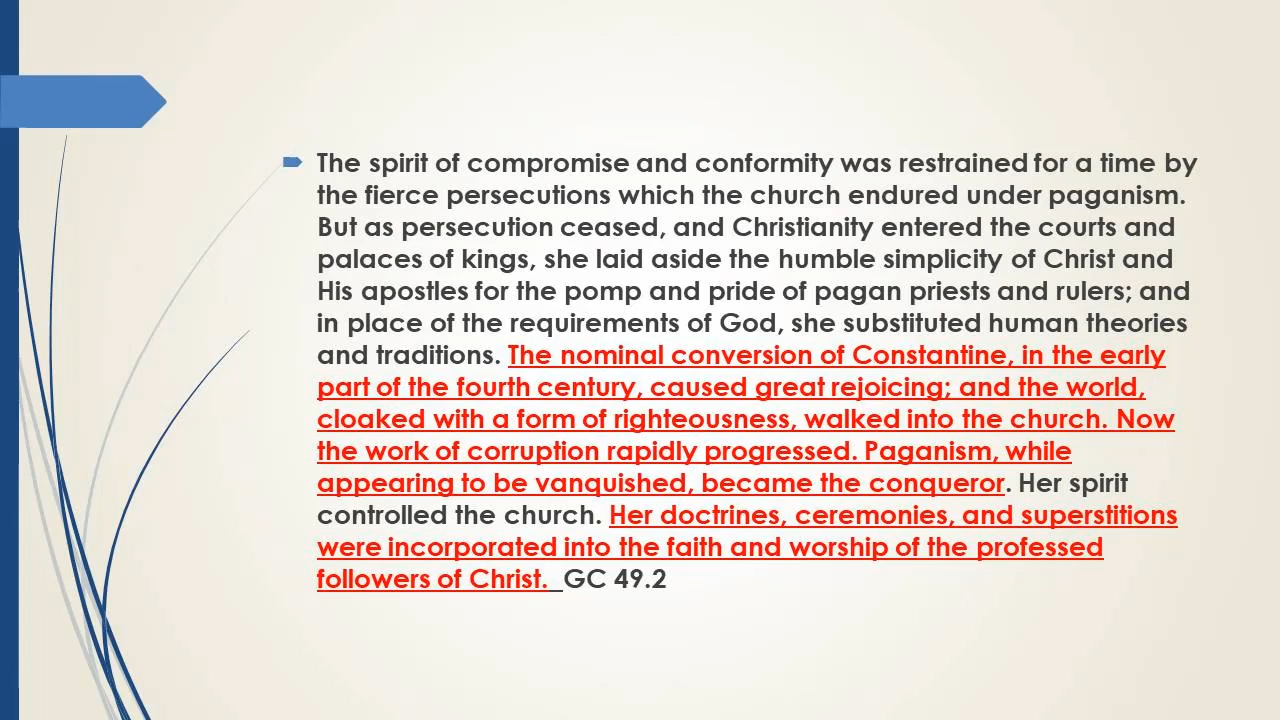 The spirit of compromise and conformity was restrained for a time by
the fierce persecutions which the church endured under paganism.
But as persecution ceased, and Christianity entered the courts and
palaces of kings, she laid aside the humble simplicity of Christ and
His apostles for the pomp and pride of pagan priests and rulers; and
in place of the requirements of God, she substituted human theories
and traditions. The nominal conversion of Constantine, in the early
part of the fourth century, caused great rejoicing; and the world,
cloaked with a form of righteousness, walked into the church. Now
the work of corruption rapidly progressed. Paganism, while
appearing to be vanquished, became the conqueror. Her spirit
controlled the church. Her doctrines, ceremonies, and superstitions
were incorporated into the faith and worship of the professed
followers of Christ. GC 49.2